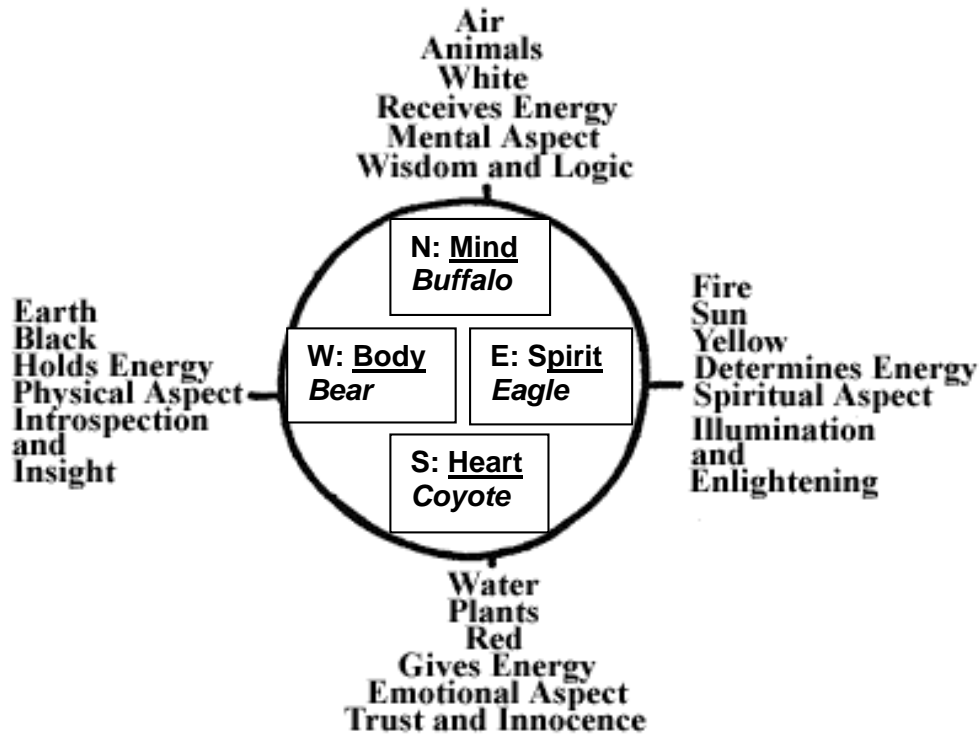 Air
Animals
White
Receives Energy
Mental Aspect
Wisdom and Logic
N: Mind
Buffalo
Earth
Black
Holds Energy
Physical Aspect
Introspection
and
Insight
W: Body
Bear
E: Spirit
Eagle
Fire
Sun
Yellow
Determines Energy
Spiritual Aspect
Illumination
and
Enlightening
S: Heart
Coyote
Water
Plants
Red
Gives Energy
Emotional Aspect
Trust and Innocence